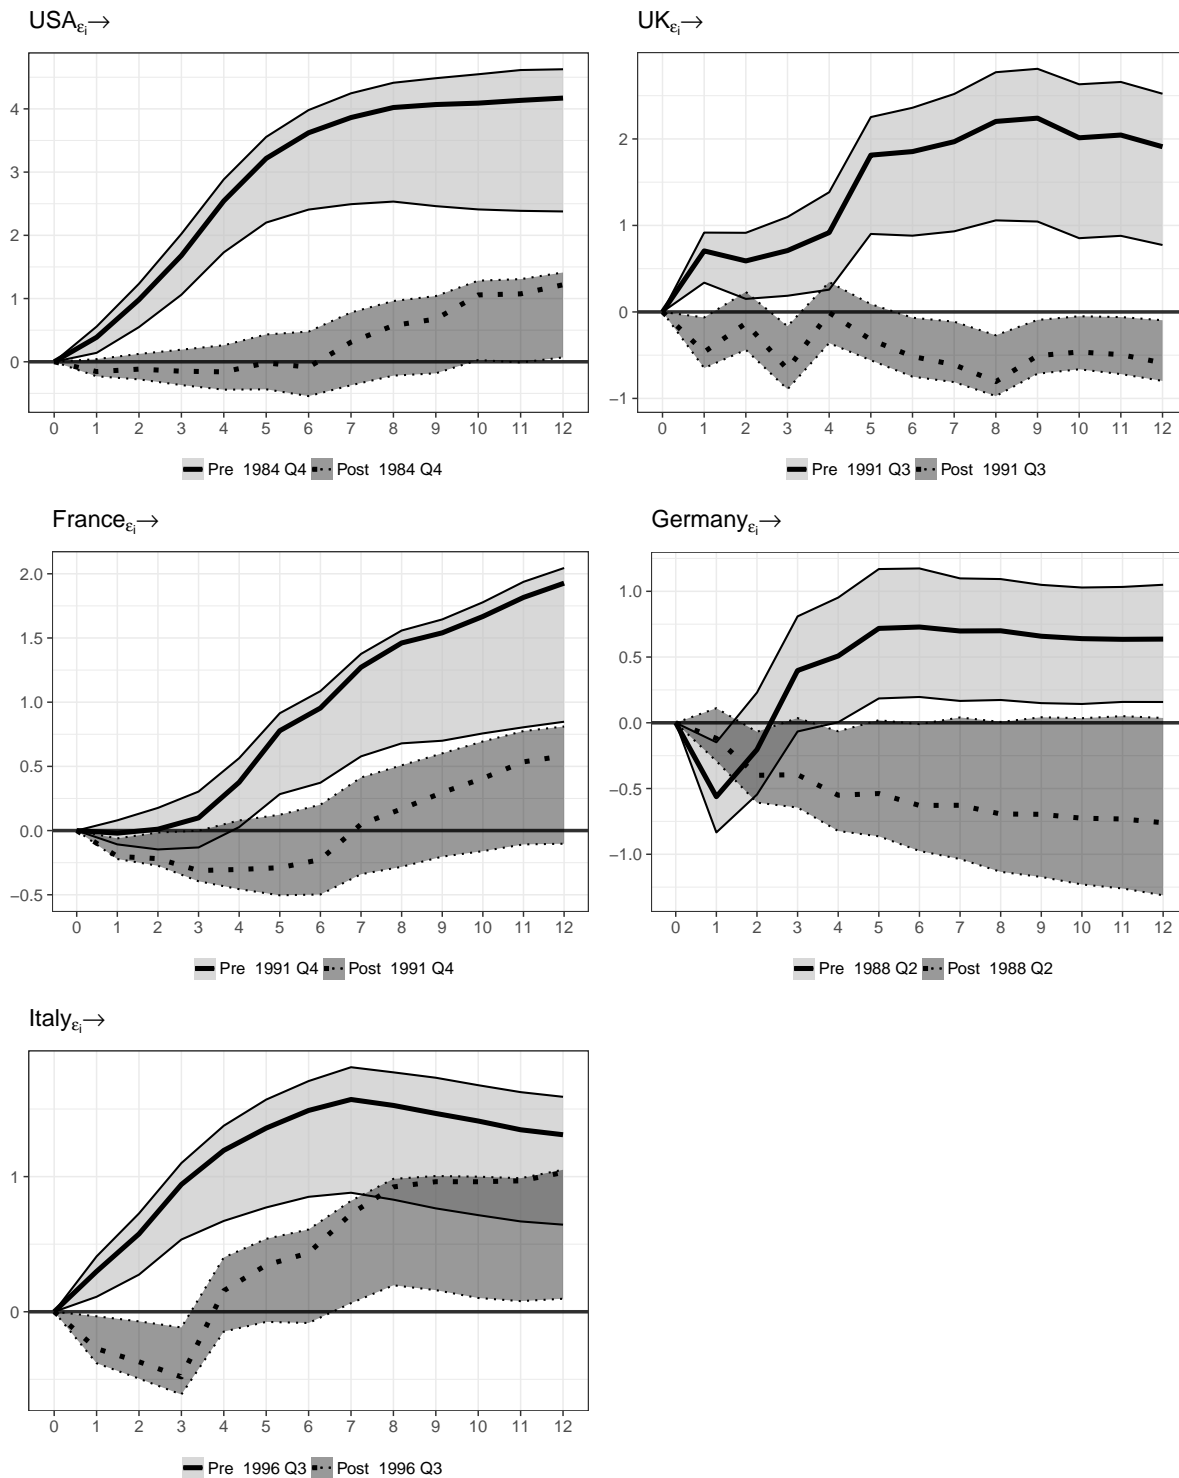 USAεi→ UKεi→
4
3
2
1
0
2
1
0
−1
0 1 2 3 4 5 6 7 8 9 10 11 12 0 1 2 3 4 5 6 7 8 9 10 11 12
Pre 1984 Q4 Post 1984 Q4 Pre 1991 Q3 Post 1991 Q3
Franceεi→ Germanyεi→
2.0
1.5
1.0
0.5
0.0
−0.5
1.0
0.5
0.0
−0.5
−1.0
0 1 2 3 4 5 6 7 8 9 10 11 12 0 1 2 3 4 5 6 7 8 9 10 11 12
Pre 1991 Q4 Post 1991 Q4 Pre 1988 Q2 Post 1988 Q2
Italyεi→
1
0
0 1 2 3 4 5 6 7 8 9 10 11 12
Pre 1996 Q3 Post 1996 Q3